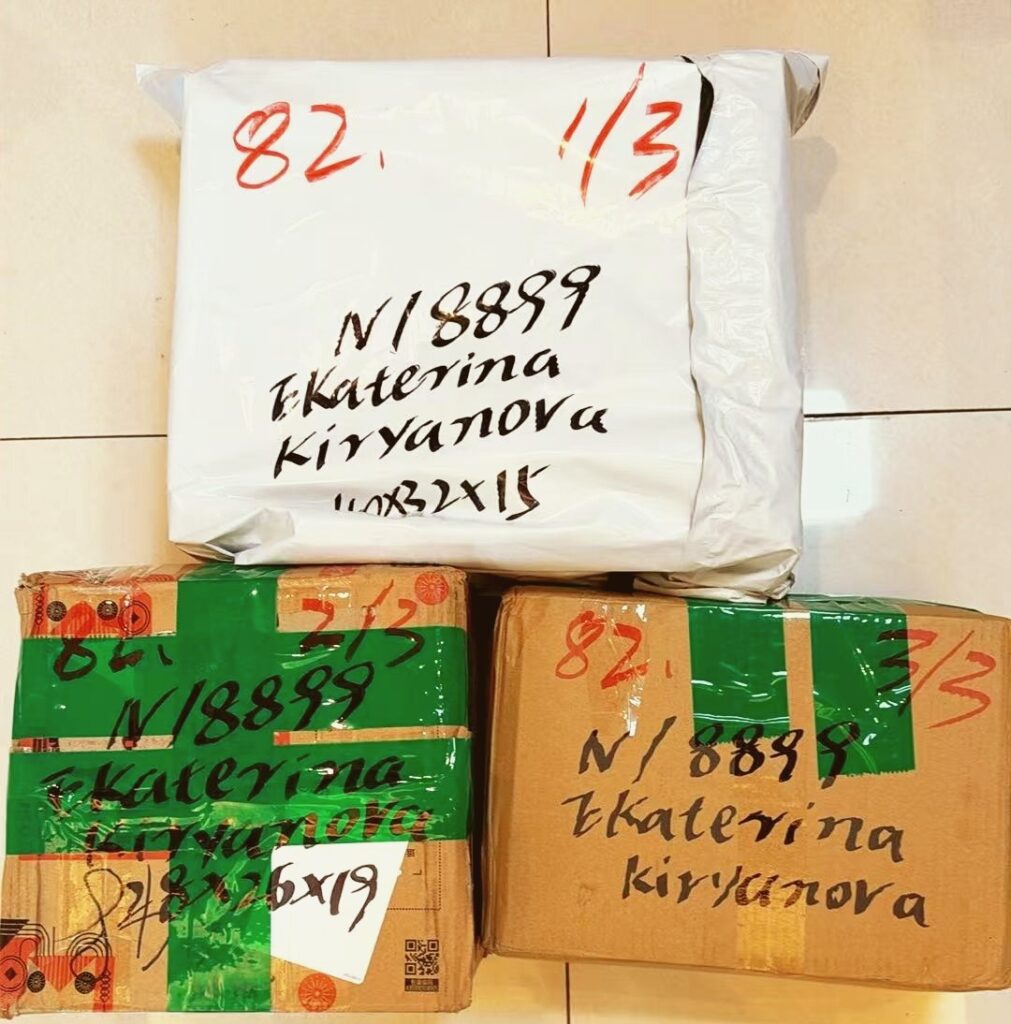 82. 1/3
N18899
Ekaterina
Kiryanova
40x32x15
82. 2/3
N18899
Ekaterina
Kiryanova
x26x19
82. 3/3
N18899
Ekaterina
Kiryanova